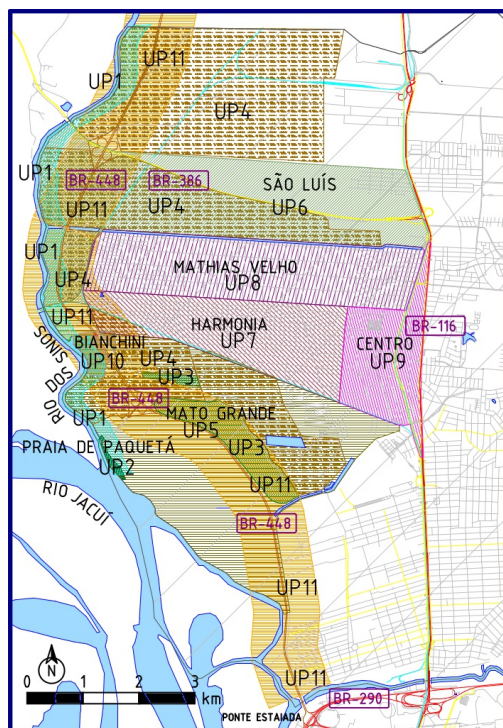 UP1
UP11
UP4
UP1
BR-448
BR-386
SÃO LUÍS
UP4
UP6
UP11
UP1
MATHIAS VELHO
UP8
UP4
UP11
HARMONIA
UP7
BR-116
CENTRO
UP9
BIANCHINI
UP10
UP4
UP3
RIO DOS SINOS
BR-448
UP1
MATO GRANDE
UP5
UP3
PRAIA DE PAQUETÁ
UP2
RIO JACUÍ
UP11
BR-448
UP11
N
0 1 2 3
km
UP11
BR-290
PONTE ESTAIADA